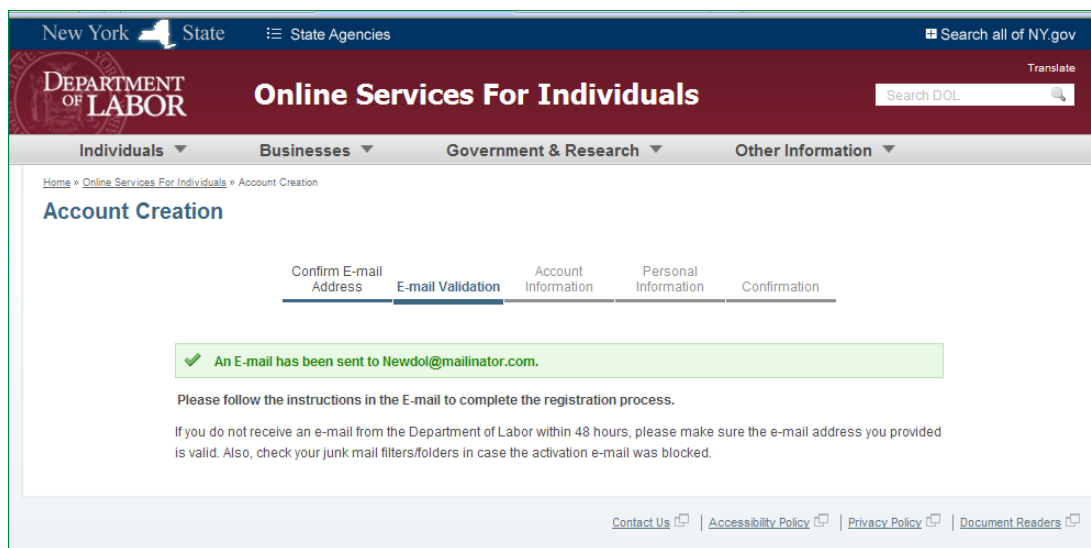 New York State
State Agencies
Search all of NY.gov
DEPARTMENT
OF LABOR
Online Services For Individuals
Translate
Search DOL
Individuals Businesses Government & Research Other Information
Home » Online Services For Individuals » Account Creation
Account Creation
Confirm E-mail
Address
E-mail Validation
Account
Information
Personal
Information
Confirmation
An E-mail has been sent to Newdol@mailinator.com.
Please follow the instructions in the E-mail to complete the registration process.
If you do not receive an e-mail from the Department of Labor within 48 hours, please make sure the e-mail address you provided
is valid. Also, check your junk mail filters/folders in case the activation e-mail was blocked.
Contact Us | Accessibility Policy | Privacy Policy | Document Readers